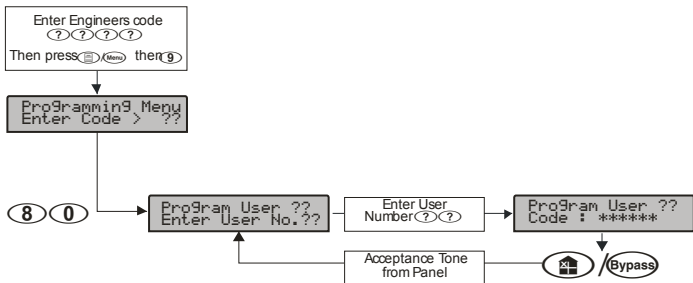 Enter Engineers code
? ? ? ?
Then press /Menu then 9
Programming Menu
Enter Code > ??
8 0
Program User ??
Enter User No.??
Enter User
Number ? ?
Program User ??
Code : ******
Acceptance Tone
from Panel
/Bypass